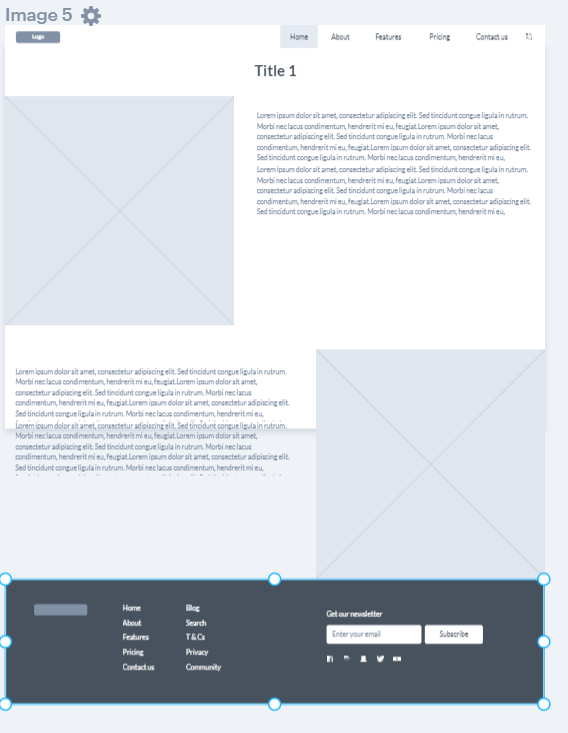 Image 5
Logo
Home
About
Features
Pricing
Contact us
Title 1
Lorem ipsum dolor sit amet, consectetur adipiscing elit. Sed tincidunt congue ligula in rutrum.
Morbi nec lacus condimentum, hendrerit mi eu, feugiat.Lorem ipsum dolor sit amet,
consectetur adipiscing elit. Sed tincidunt congue ligula in rutrum. Morbi nec lacus
condimentum, hendrerit mi eu, feugiat.Lorem ipsum dolor sit amet, consectetur adipiscing elit.
Sed tincidunt congue ligula in rutrum. Morbi nec lacus condimentum, hendrerit mi eu,
Lorem ipsum dolor sit amet, consectetur adipiscing elit. Sed tincidunt congue ligula in rutrum.
Morbi nec lacus condimentum, hendrerit mi eu, feugiat.Lorem ipsum dolor sit amet,
consectetur adipiscing elit. Sed tincidunt congue ligula in rutrum. Morbi nec lacus
condimentum, hendrerit mi eu, feugiat.Lorem ipsum dolor sit amet, consectetur adipiscing elit.
Sed tincidunt congue ligula in rutrum. Morbi nec lacus condimentum, hendrerit mi eu,
Lorem ipsum dolor sit amet, consectetur adipiscing elit. Sed tincidunt congue ligula in rutrum.
Morbi nec lacus condimentum, hendrerit mi eu, feugiat.Lorem ipsum dolor sit amet,
consectetur adipiscing elit. Sed tincidunt congue ligula in rutrum. Morbi nec lacus
condimentum, hendrerit mi eu, feugiat.Lorem ipsum dolor sit amet, consectetur adipiscing elit.
Sed tincidunt congue ligula in rutrum. Morbi nec lacus condimentum, hendrerit mi eu,
Lorem ipsum dolor sit amet, consectetur adipiscing elit. Sed tincidunt congue ligula in rutrum.
Morbi nec lacus condimentum, hendrerit mi eu, feugiat.Lorem ipsum dolor sit amet,
consectetur adipiscing elit. Sed tincidunt congue ligula in rutrum. Morbi nec lacus
condimentum, hendrerit mi eu, feugiat.Lorem ipsum dolor sit amet, consectetur adipiscing elit.
Sed tincidunt congue ligula in rutrum. Morbi nec lacus condimentum, hendrerit mi eu,
Home
About
Features
Pricing
Contact us
Blog
Search
T & Cs
Privacy
Community
Get our newsletter
Enter your email
Subscribe